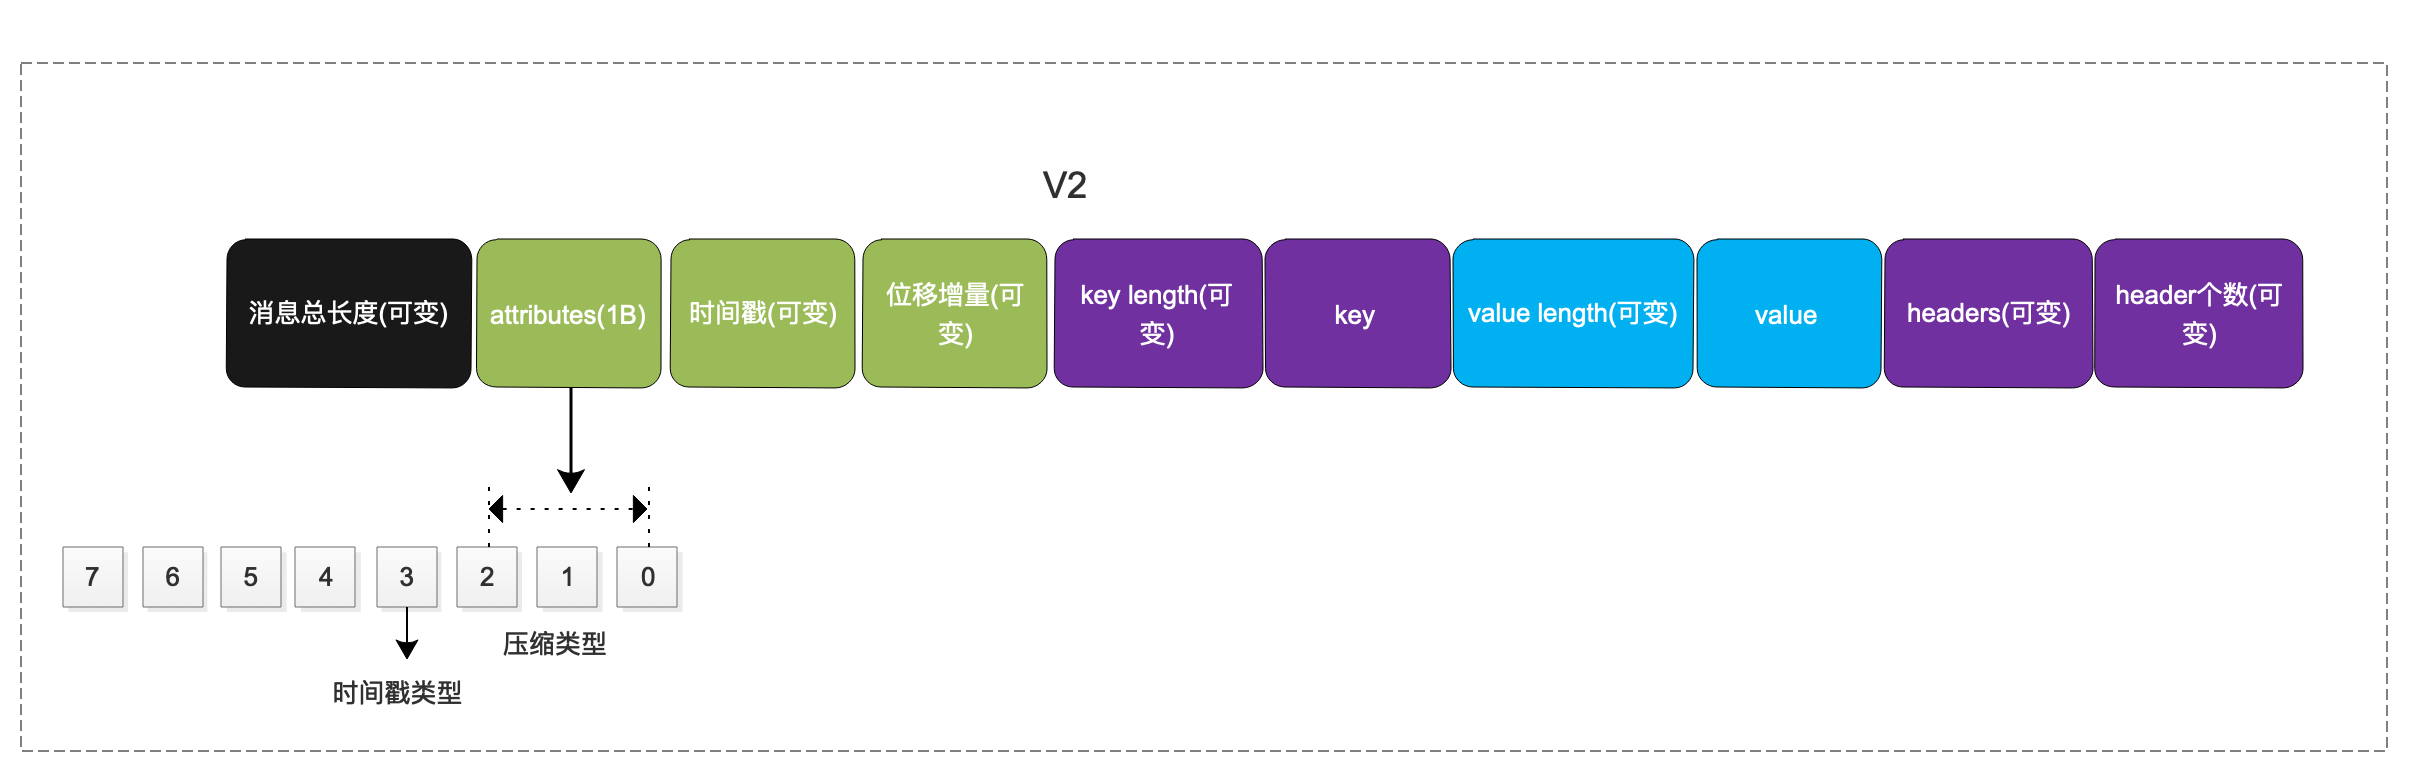 V2
消息总长度(可变)
attributes(1B)
时间戳(可变)
位移增量(可
变)
key length(可
变)
key
value length(可变)
value
headers(可变)
header个数(可
变)
7
6
5
4
3
2
1
0
压缩类型
时间戳类型